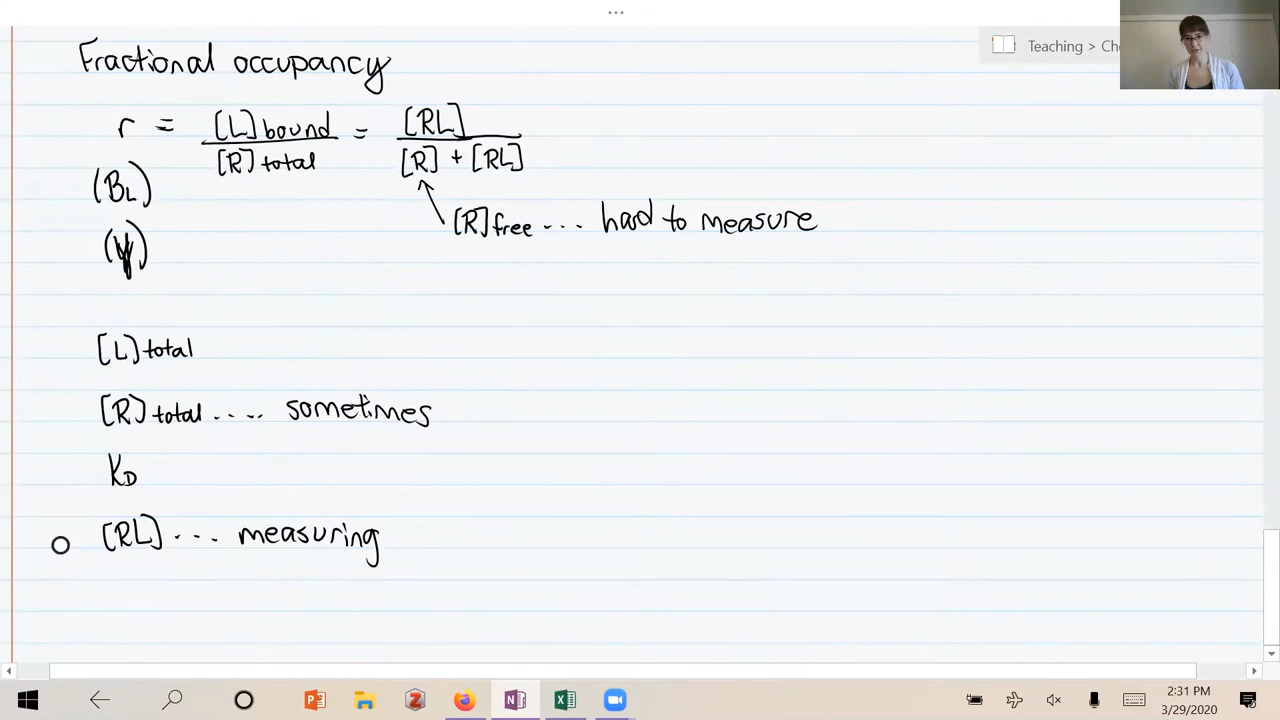 Teaching > Che
Fractional occupancy
r = [L]bound / [R]total = [RL] / [R] + [RL]
(BL)
[R]free ... hard to measure
[L]total
[R]total .... sometimes
KD
[RL] ... measuring
2:31 PM
3/29/2020